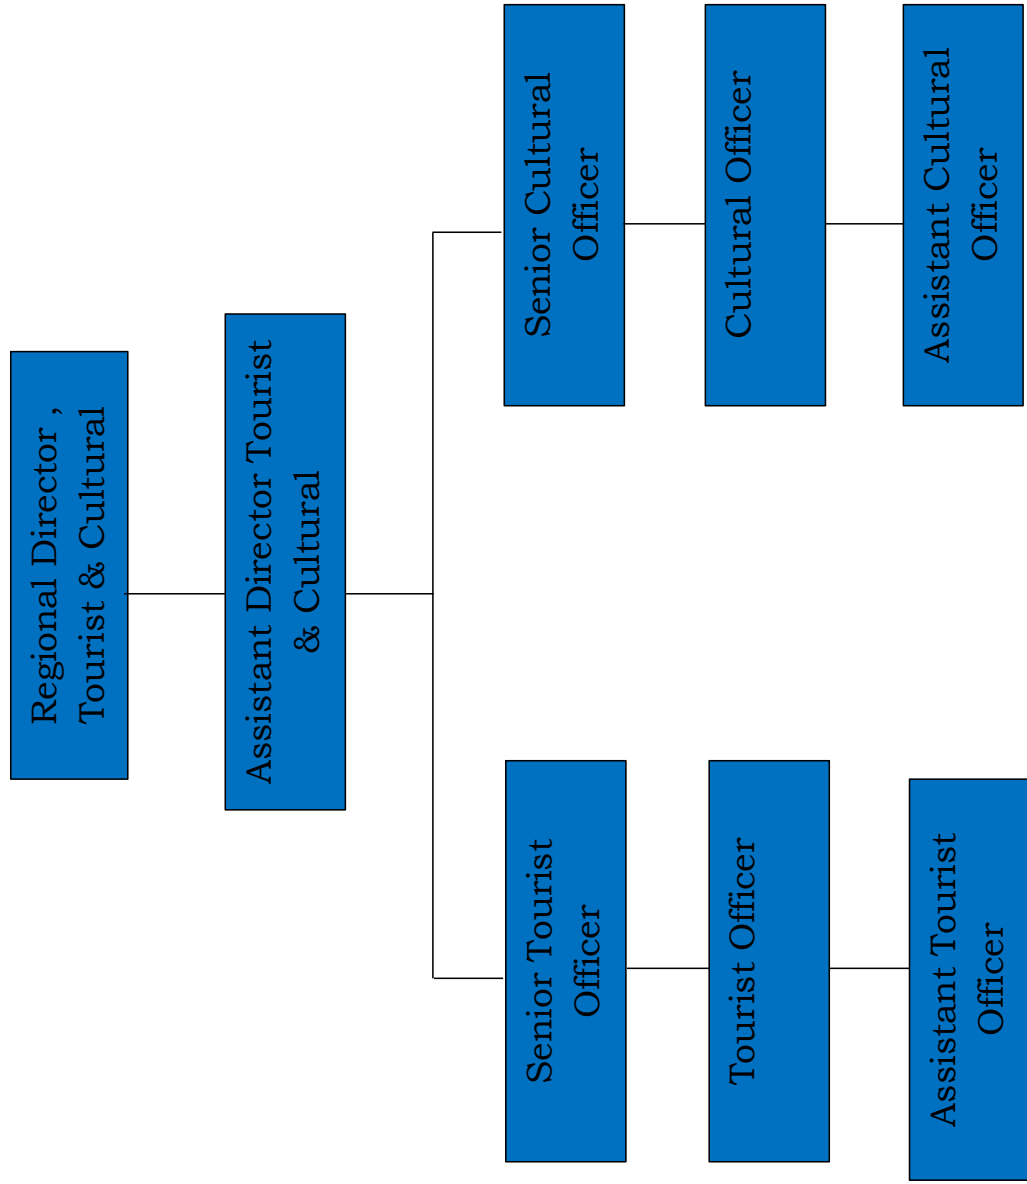 Regional Director ,
Tourist & Cultural
Assistant Director Tourist
& Cultural
Senior Tourist
Officer
Senior Cultural
Officer
Tourist Officer
Cultural Officer
Assistant Tourist
Officer
Assistant Cultural
Officer